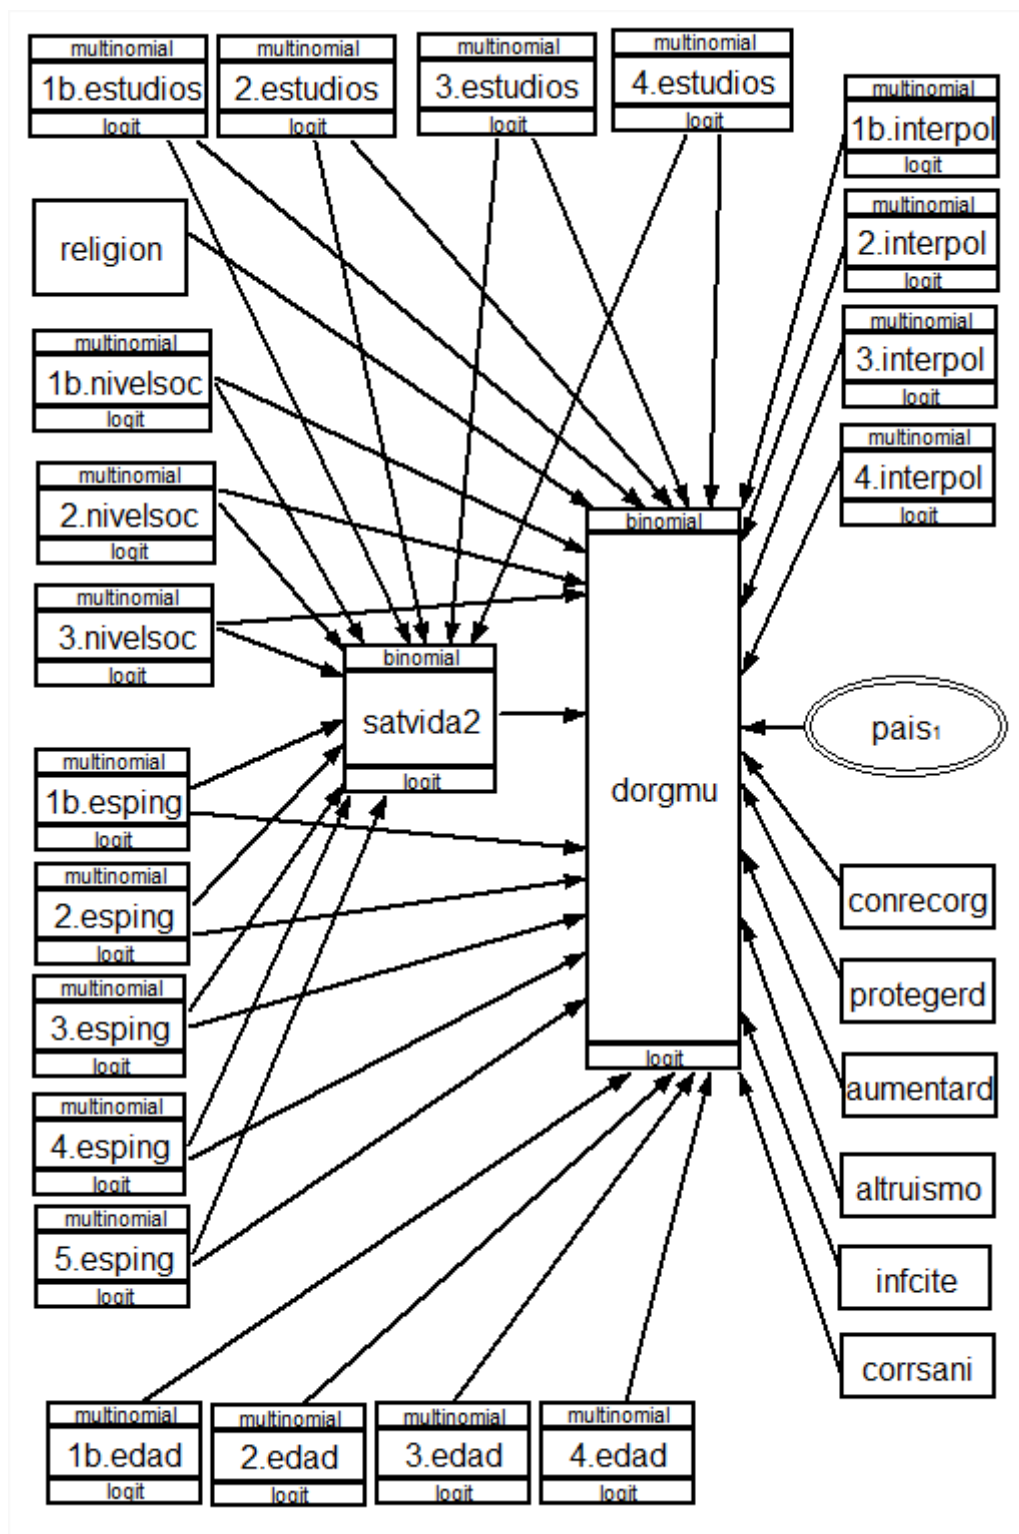 multinomial
1b.estudios
logit
multinomial
2.estudios
logit
multinomial
3.estudios
logit
multinomial
4.estudios
logit
multinomial
1b.interpol
logit
multinomial
2.interpol
logit
multinomial
3.interpol
logit
multinomial
4.interpol
logit
religion
multinomial
1b.nivelsoc
logit
multinomial
2.nivelsoc
logit
multinomial
3.nivelsoc
logit
binomial
satvida2
logit
binomial
dorgmu
logit
pais1
multinomial
1b.esping
logit
multinomial
2.esping
logit
multinomial
3.esping
logit
multinomial
4.esping
logit
multinomial
5.esping
logit
conrecorg
protegerd
aumentard
altruismo
infcite
corrsani
multinomial
1b.edad
logit
multinomial
2.edad
logit
multinomial
3.edad
logit
multinomial
4.edad
logit